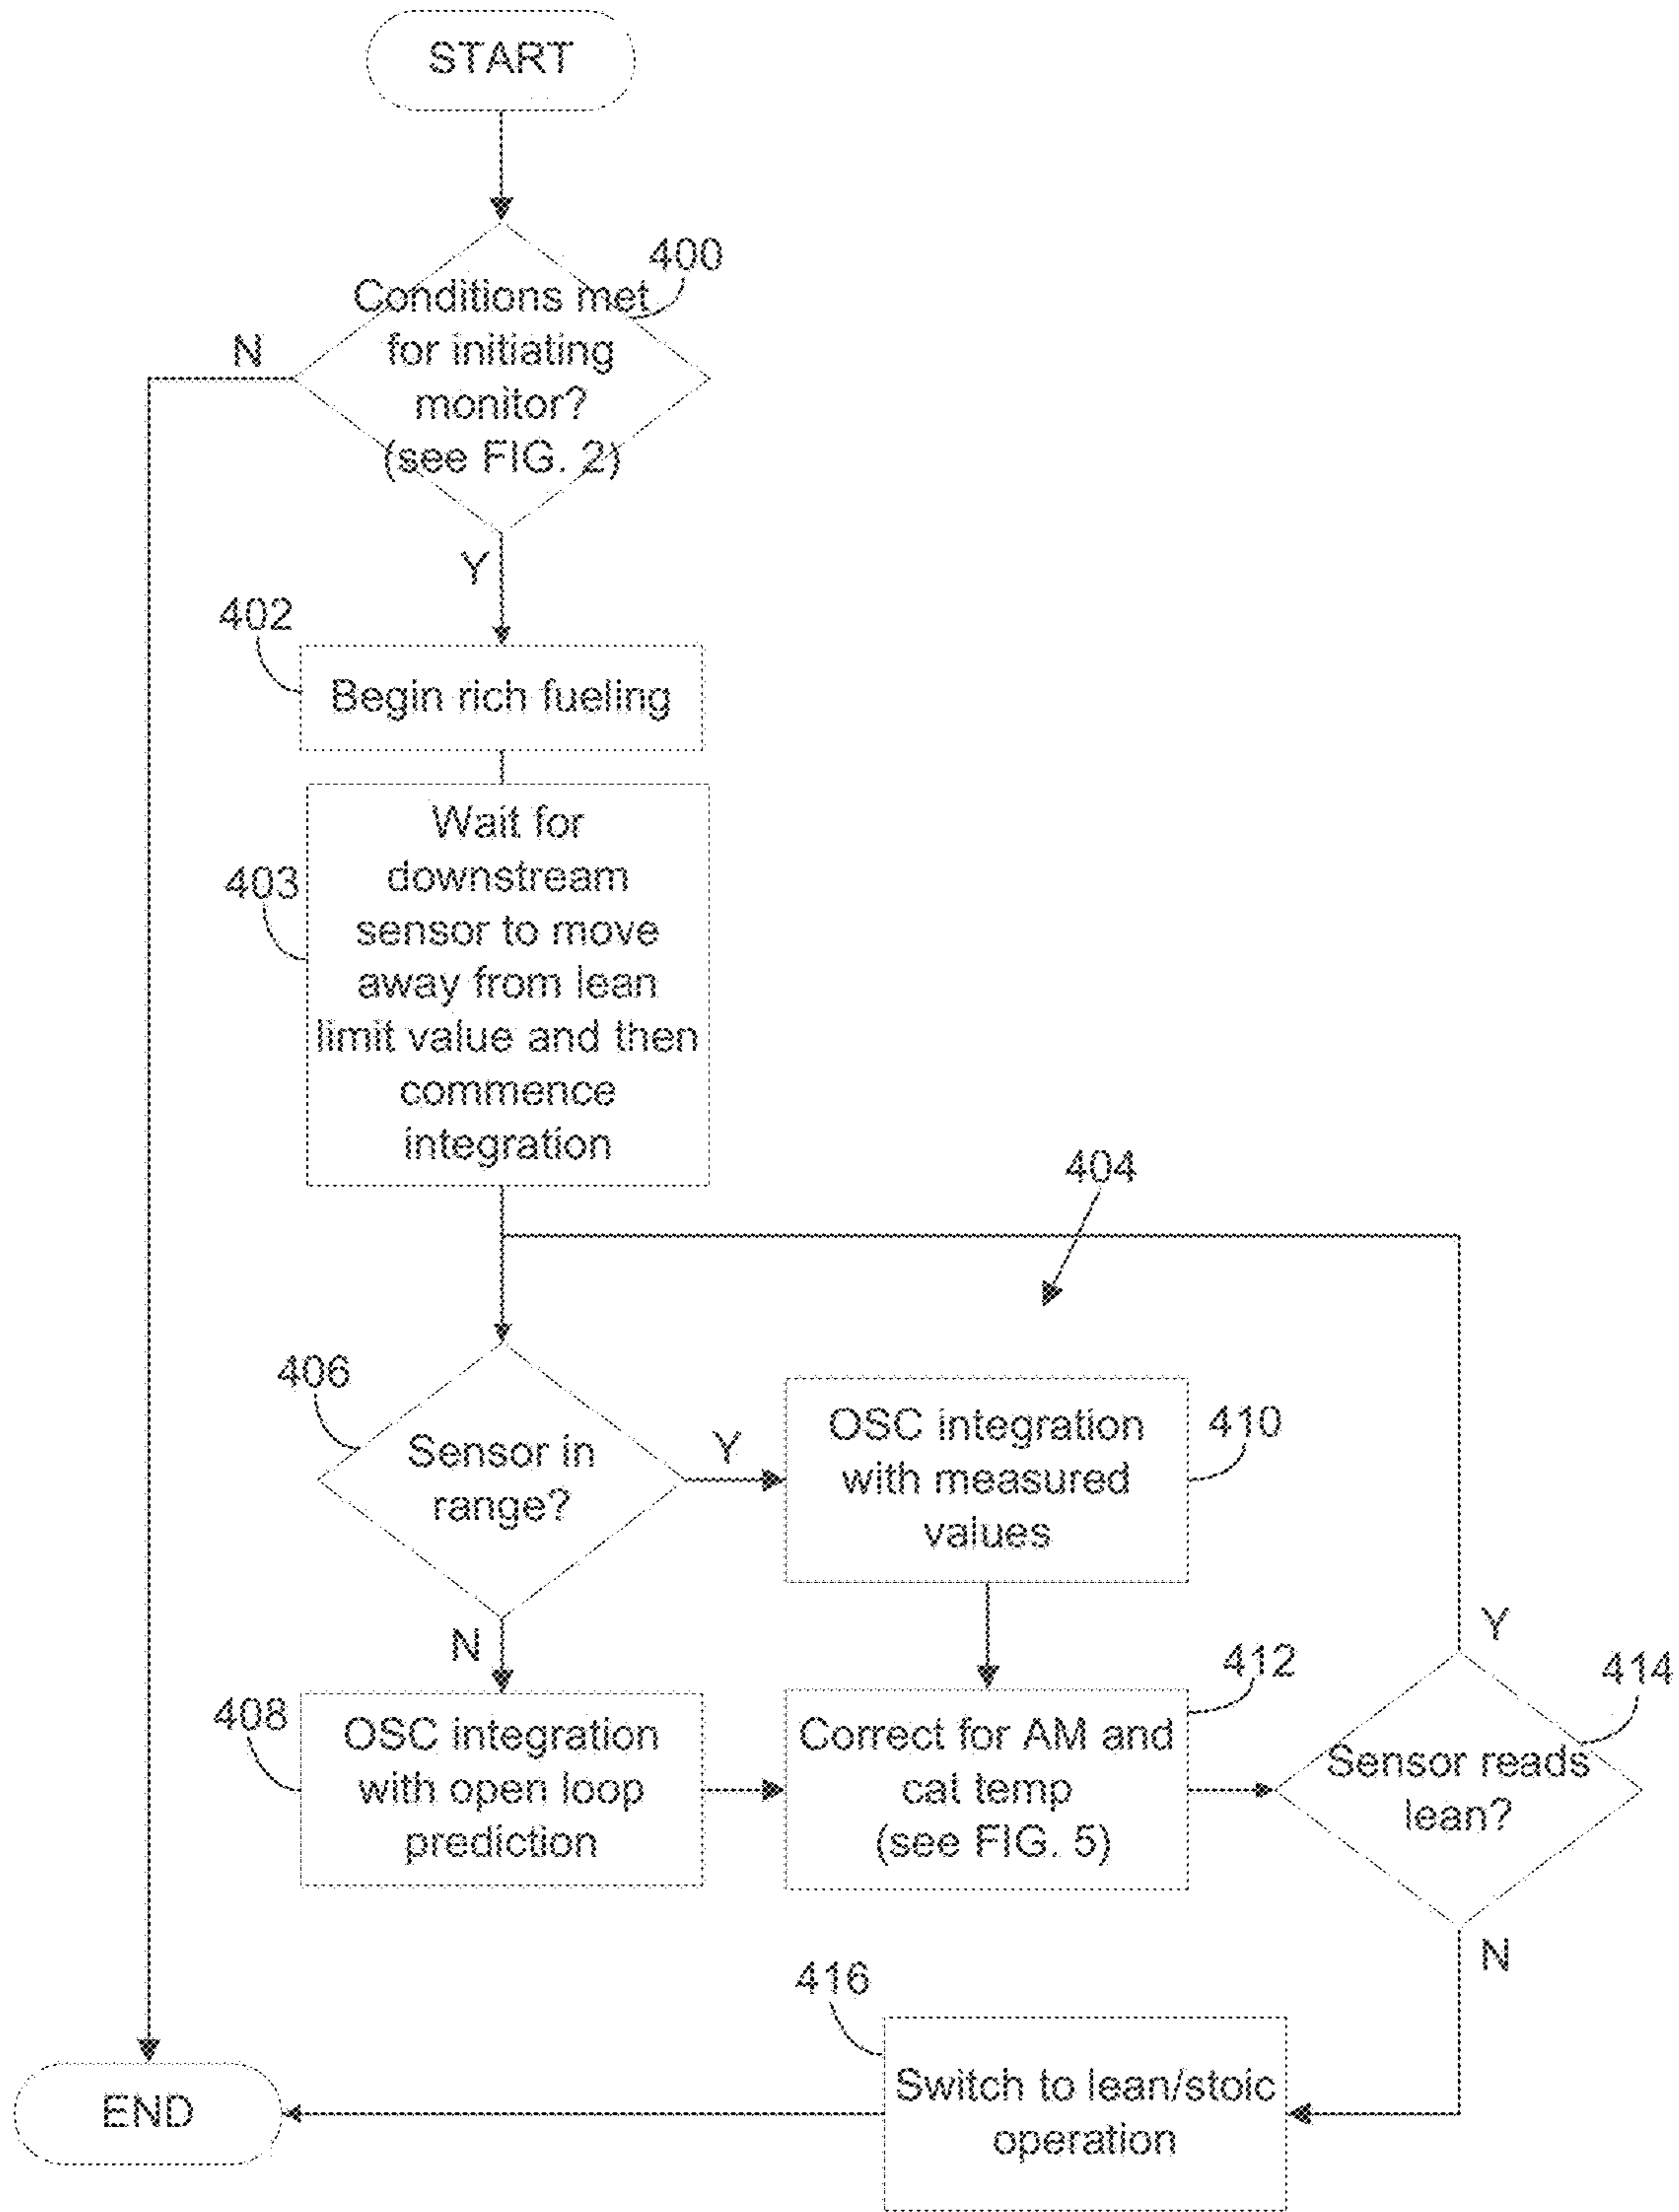 START
400
Conditions met
for initiating
monitor?
(see FIG. 2)
N
Y
402
Begin rich fueling
403
Wait for
downstream
sensor to move
away from lean
limit value and then
commence
integration
404
406
Sensor in
range?
Y
N
OSC integration
with measured
values
410
408
OSC integration
with open loop
prediction
412
Correct for AM and
cat temp
(see FIG. 5)
Y
414
Sensor reads
lean?
N
416
Switch to lean/stoic
operation
END